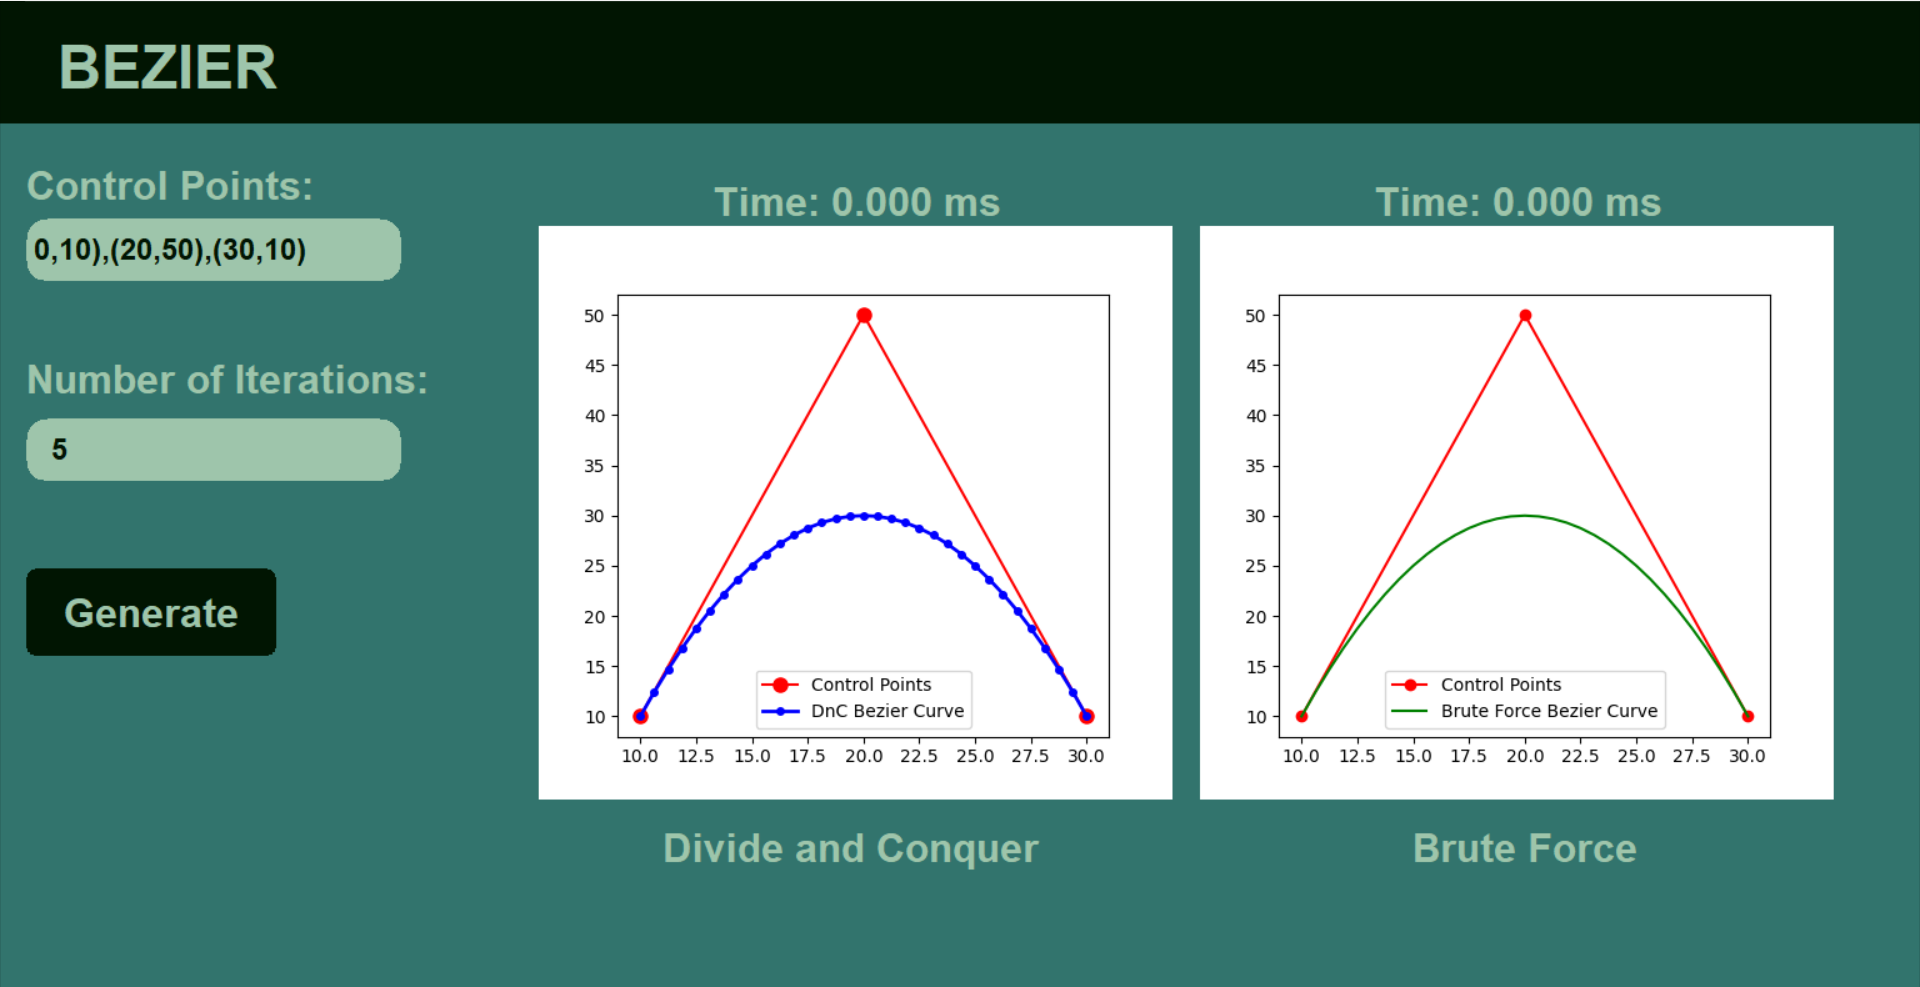 BEZIER
Control Points:
0,10),(20,50),(30,10)
Number of Iterations:
5
Generate
Time: 0.000 ms
50
45
40
35
30
25
20
15
10
10.0 12.5 15.0 17.5 20.0 22.5 25.0 27.5 30.0
Control Points
DnC Bezier Curve
Divide and Conquer
Time: 0.000 ms
50
45
40
35
30
25
20
15
10
10.0 12.5 15.0 17.5 20.0 22.5 25.0 27.5 30.0
Control Points
Brute Force Bezier Curve
Brute Force